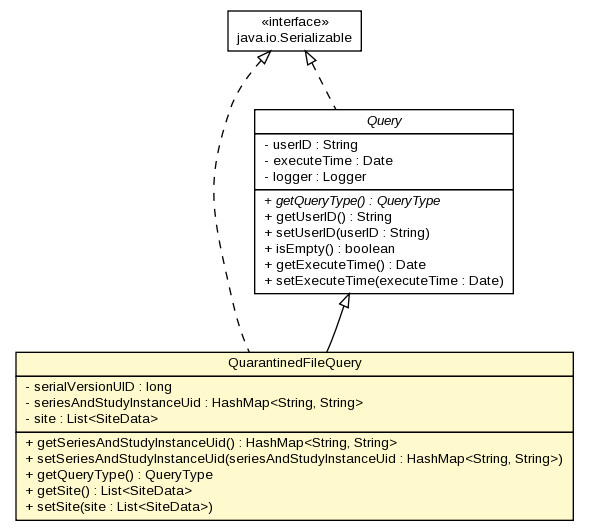 «interface»
java.io.Serializable
Query
- userID : String
- executeTime : Date
- logger : Logger
+ getQueryType() : QueryType
+ getUserID() : String
+ setUserID(userID : String)
+ isEmpty() : boolean
+ getExecuteTime() : Date
+ setExecuteTime(executeTime : Date)
QuarantinedFileQuery
- serialVersionUID : long
- seriesAndStudyInstanceUid : HashMap<String, String>
- site : List<SiteData>
+ getSeriesAndStudyInstanceUid() : HashMap<String, String>
+ setSeriesAndStudyInstanceUid(seriesAndStudyInstanceUid : HashMap<String, String>)
+ getQueryType() : QueryType
+ getSite() : List<SiteData>
+ setSite(site : List<SiteData>)